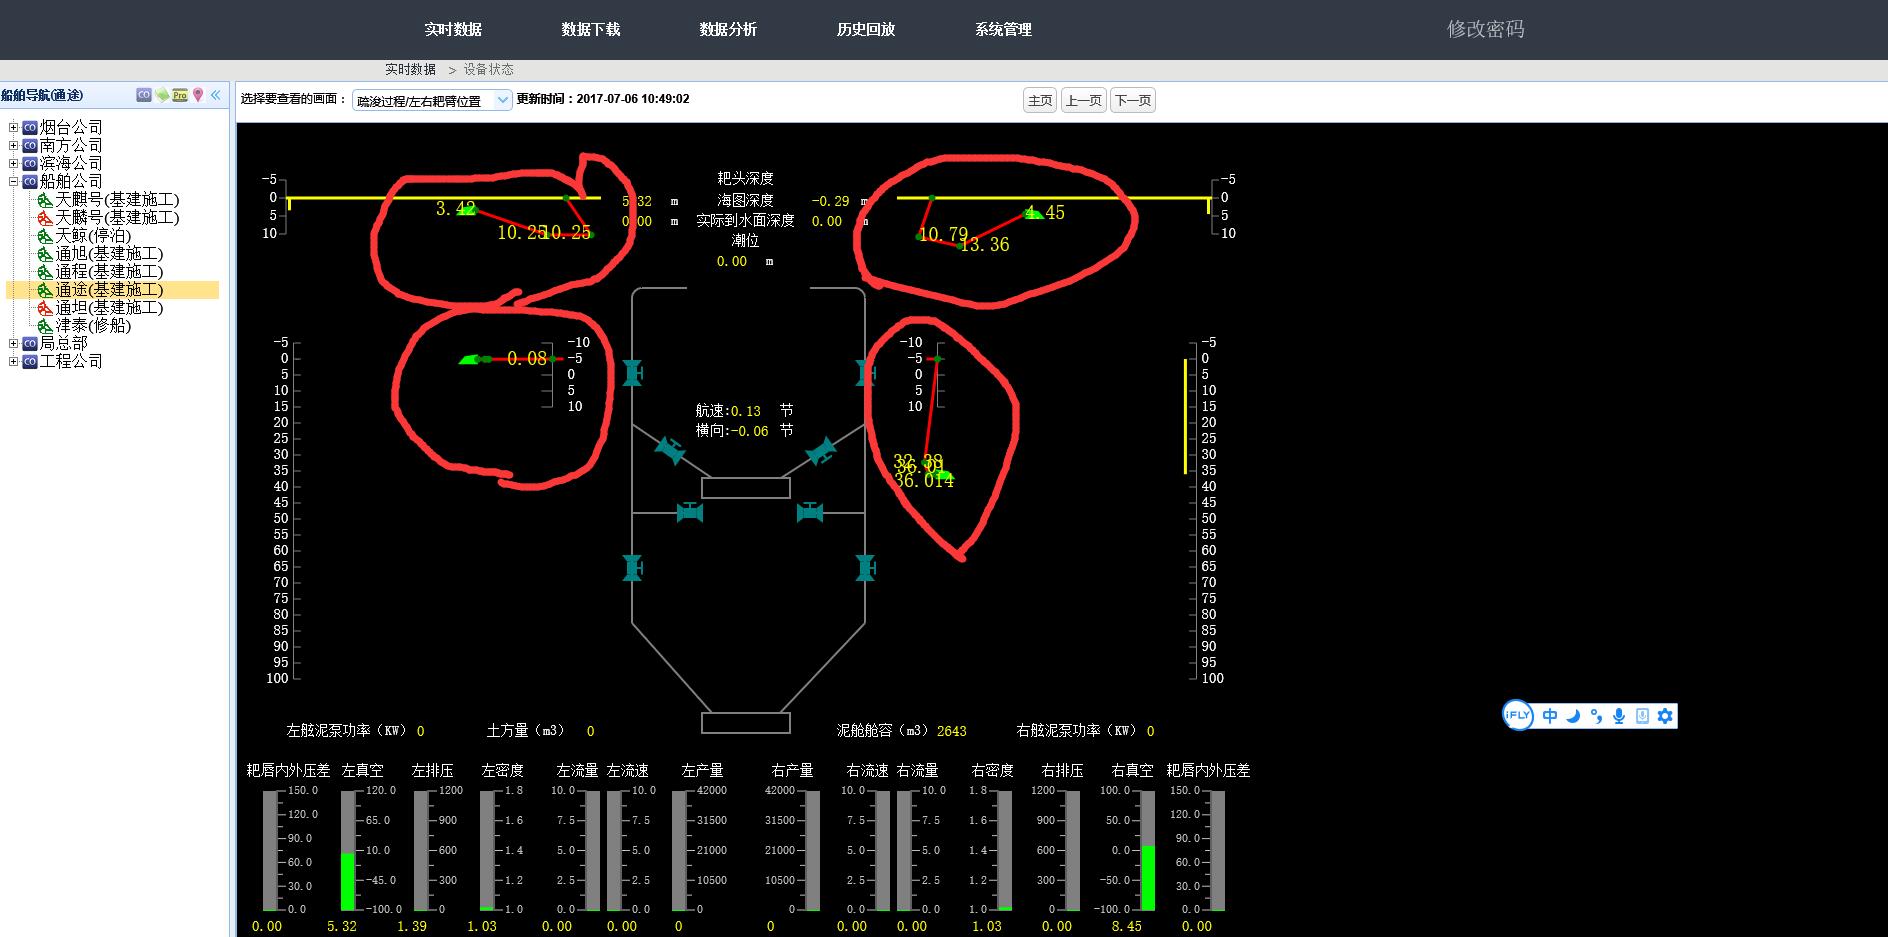 实时数据 数据下载 数据分析 历史回放 系统管理 修改密码
实时数据 > 设备状态
船舶导航(通途)
烟台公司
南方公司
滨海公司
船舶公司
天麒号(基建施工)
天麟号(基建施工)
天鲸(停泊)
通旭(基建施工)
通程(基建施工)
通途(基建施工)
通坦(基建施工)
津泰(修船)
局总部
工程公司
选择要查看的画面： 疏浚过程/左右耙臂位置 更新时间：2017-07-06 10:49:02 主页 上一页 下一页
-5
0
5
10
3.42
10.25 10.25
耙头深度
海图深度 -0.29 m
0.00 m 实际到水面深度 0.00 m
潮位
0.00 m
10.79
13.36
4.45
-5
0
5
10
-5
0
5
10
15
20
25
30
35
40
45
50
55
60
65
70
75
80
85
90
95
100
0.08
-10
-5
0
5
10
航速:0.13 节
横向:-0.06 节
-10
-5
0
5
10
32.38
36.01
36.014
-5
0
5
10
15
20
25
30
35
40
45
50
55
60
65
70
75
80
85
90
95
100
iFLY 中
左舷泥泵功率（KW） 0 土方量（m3） 0 泥舱舱容（m3） 2643 右舷泥泵功率（KW） 0
耙唇内外压差 左真空 左排压 左密度 左流量 左流速 左产量 右产量 右流速 右流量 右密度 右排压 右真空 耙唇内外压差
150.0 120.0 1200 1.8 10.0 10.0 42000 42000 10.0 10.0 1.8 1200 100.0 150.0
120.0 120.0
65.0 900 1.6 7.5 7.5 31500 31500 7.5 7.5 1.6 900 50.0
90.0 90.0
10.0 600 1.4 5.0 5.0 21000 21000 5.0 5.0 1.4 600 0.0
60.0 60.0
-45.0 300 1.2 2.5 2.5 10500 10500 2.5 2.5 1.2 300 -50.0
30.0 30.0
0.0 -100.0 0 1.0 0.0 0.0 0 0 0.0 0.0 1.0 0 -100.0 0.0
0.00 5.32 1.39 1.03 0.00 0.00 0 0 0.00 0.00 1.03 0.00 8.45 0.00